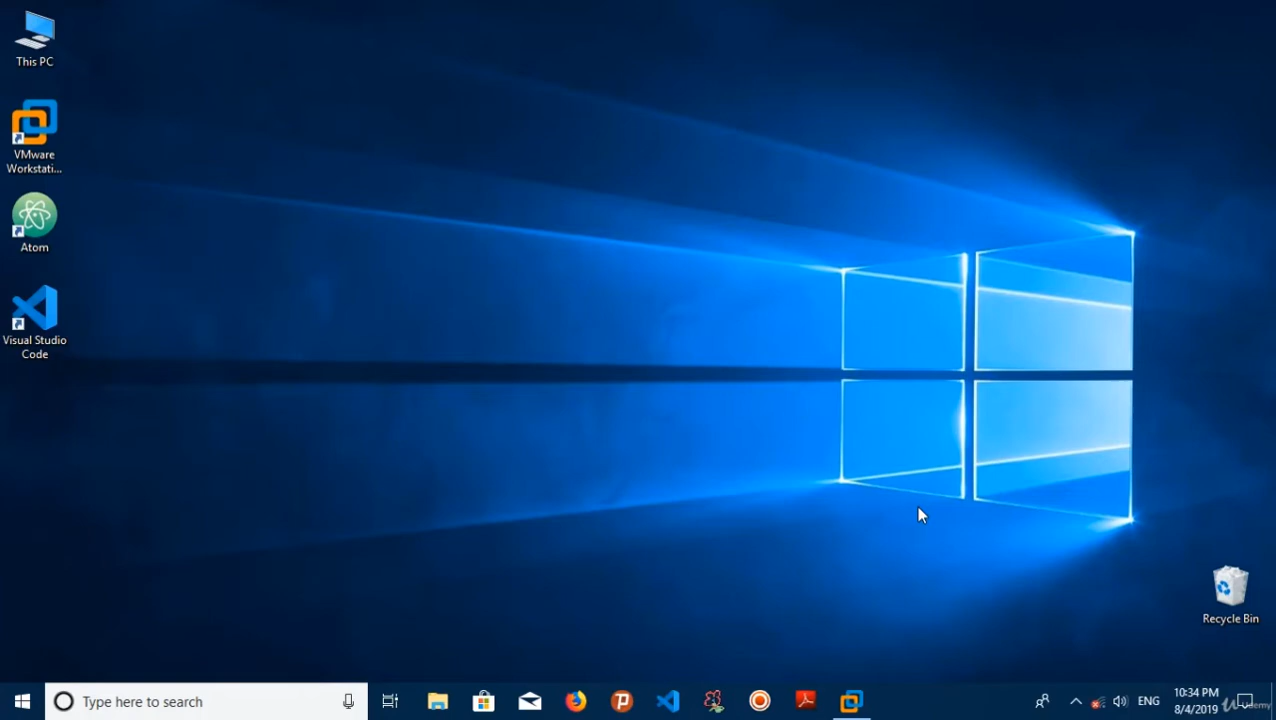 This PC
VMware
Workstati...
Atom
Visual Studio
Code
Recycle Bin
Type here to search
ENG
10:34 PM
8/4/2019
Udemy